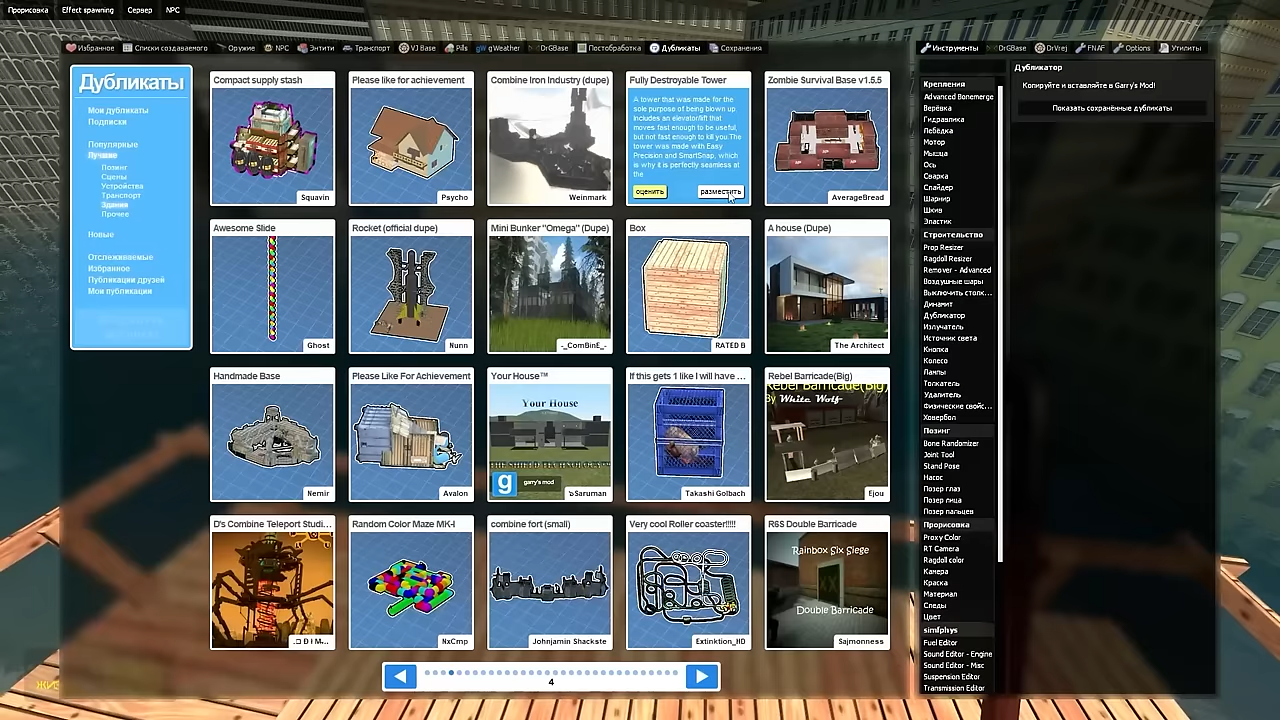 Прорисовка
Effect spawning
Сервер
NPC
Избранное
Списки создаваемого
Оружие
NPC
Энтити
Транспорт
VJ Base
Pills
gWeather
DrGBase
Постобработка
Дубликаты
Сохранения
Инструменты
DrGBase
DrVrej
FNAF
Options
Утилиты
Дубликаты
Мои дубликаты
Подписки
Популярные
Лучшие
Позинг
Сцены
Устройства
Транспорт
Здания
Прочее
Новые
Отслеживаемые
Избранное
Публикации друзей
Мои публикации
Compact supply stash
Squavin
Please like for achievement
Psycho
Combine Iron Industry (dupe)
Weinmark
Fully Destroyable Tower
A tower that was made for the
sole purpose of being blown up
Includes an elevator/lift that
moves fast enough to be useful,
but not fast enough to kill you The
tower was made with Easy
Precision and SmartSnap, which
is why it is perfectly seamless at
the
оценить
разместить
Zombie Survival Base v1.5.5
AverageBread
Awesome Slide
Ghost
Rocket (official dupe)
Nunn
Mini Bunker "Omega" (Dupe)
-_ComBinE_-
Box
RATED B
A house (Dupe)
The Architect
Handmade Base
Nemir
Please Like For Achievement
Avalon
Your House™
Your House
garry's mod
ЪSaruman
If this gets 1 like I will have ...
Takashi Golbach
Rebel Barricade(Big)
Rebel Barricade(Big)
By White Wolf
Ejou
D's Combine Teleport Studi...
Random Color Maze MK-I
NxCmp
combine fort (small)
Johnjamin Shackste
Very cool Roller coaster!!!!!
Extinktion_HD
R6S Double Barricade
Rainbox Six Siege
Double Barricade
Sajmonness
4
Крепления
Advanced Bonemerge
Верёвка
Гидравлика
Лебёдка
Мотор
Мышца
Ось
Сварка
Слайдер
Шарнир
Шкив
Эластик
Строительство
Prop Resizer
Ragdoll Resizer
Remover - Advanced
Воздушные шары
Выключить столк...
Динамит
Дубликатор
Излучатель
Источник света
Кнопка
Колесо
Лампы
Толкатель
Удалитель
Физические свойс...
Ховербол
Позинг
Bone Randomizer
Joint Tool
Stand Pose
Насос
Позер глаз
Позер лица
Позер пальцев
Прорисовка
Proxy Color
RT Camera
Ragdoll color
Камера
Краска
Материал
Следы
Цвет
simfphys
Fuel Editor
Sound Editor - Engine
Sound Editor - Misc
Suspension Editor
Transmission Editor
Дубликатор
Копируйте и вставляйте в Garry's Mod!
Показать сохранённые дубликаты